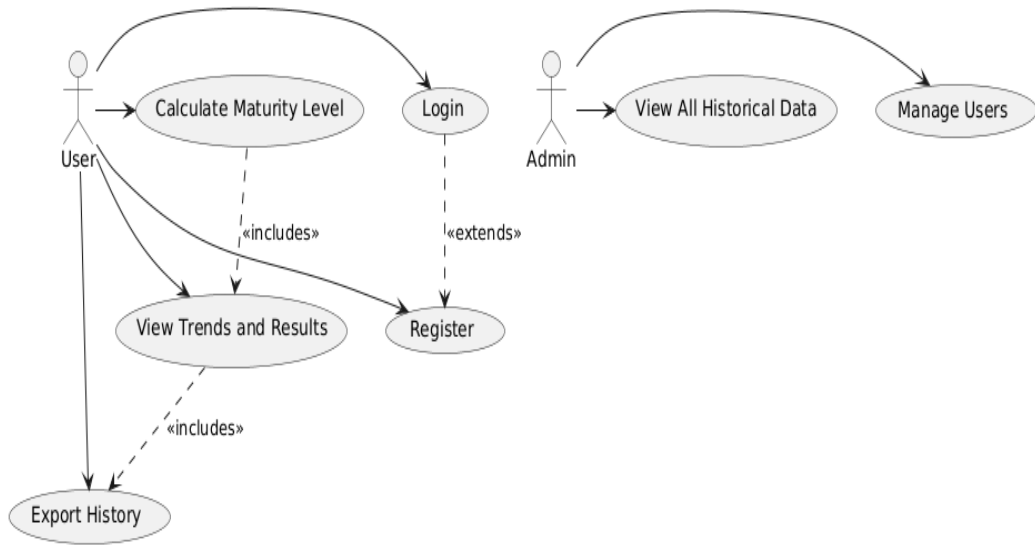 Calculate Maturity Level
Login
View All Historical Data
Manage Users
User
Admin
«includes»
«extends»
View Trends and Results
Register
«includes»
Export History